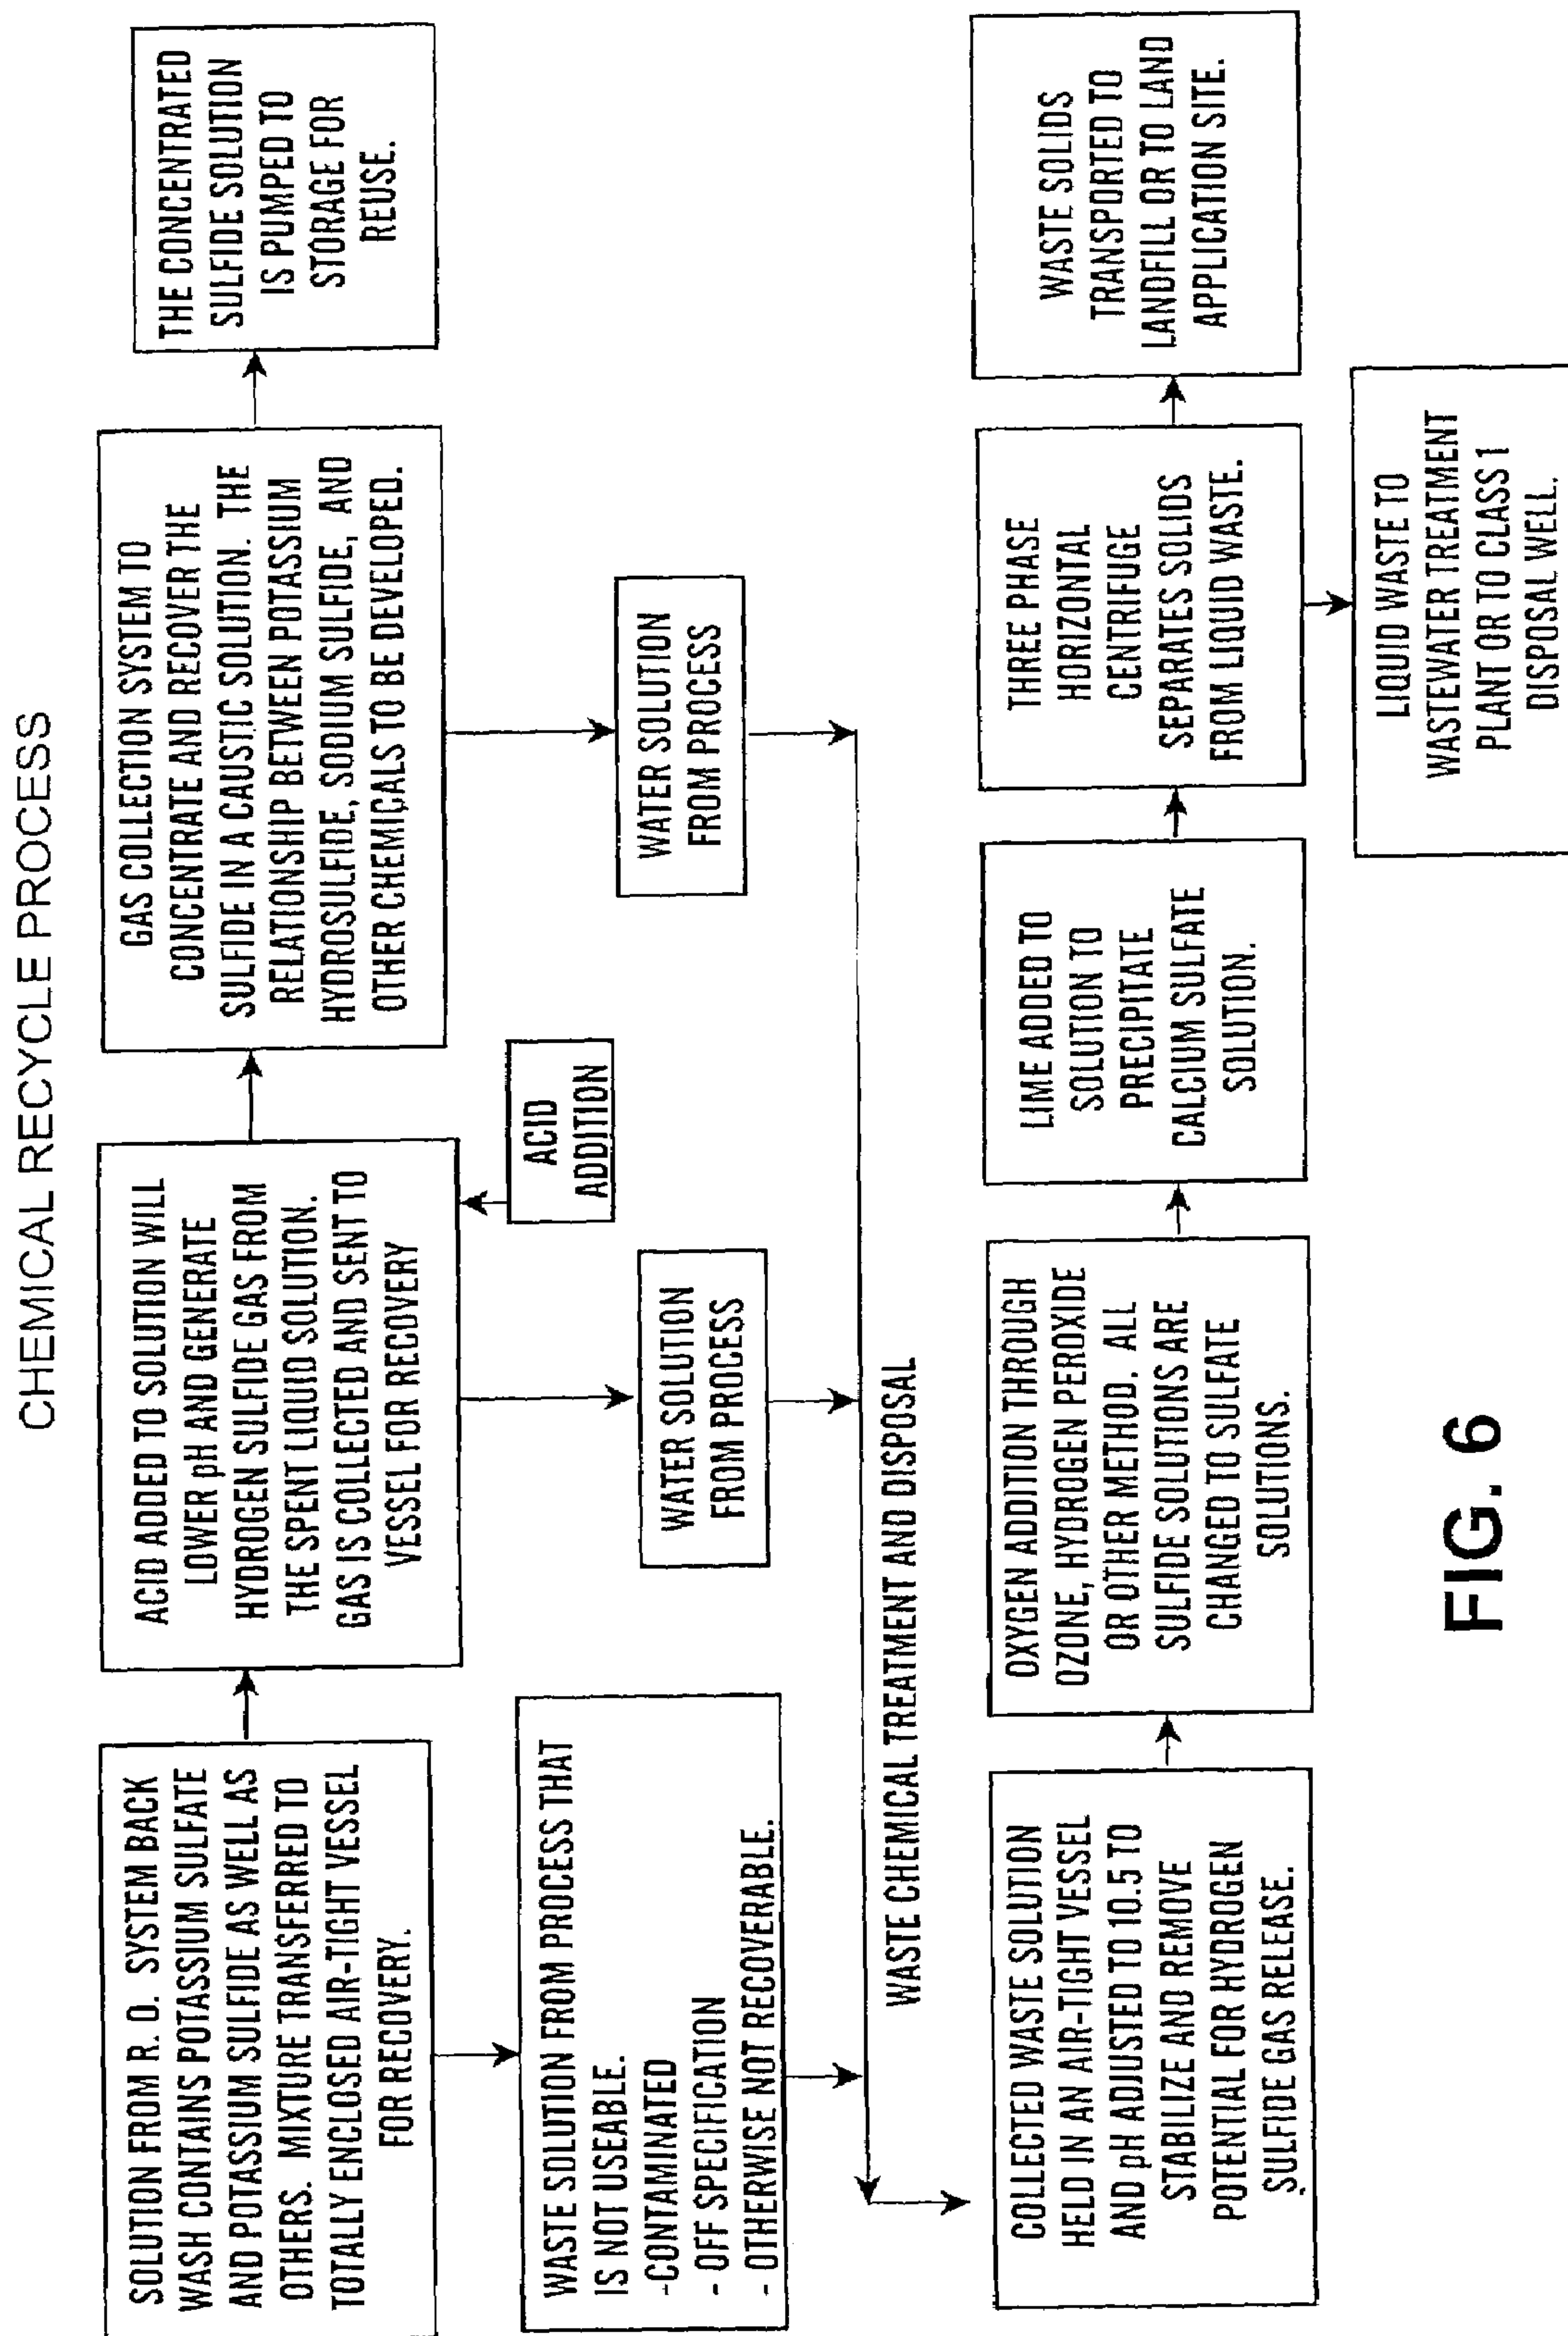 CHEMICAL RECYCLE PROCESS
SOLUTION FROM R. O. SYSTEM BACK
WASH CONTAINS POTASSIUM SULFATE
AND POTASSIUM SULFIDE AS WELL AS
OTHERS. MIXTURE TRANSFERRED TO
TOTALLY ENCLOSED AIR-TIGHT VESSEL
FOR RECOVERY.
ACID ADDED TO SOLUTION WILL
LOWER pH AND GENERATE
HYDROGEN SULFIDE GAS FROM
THE SPENT LIQUID SOLUTION.
GAS IS COLLECTED AND SENT TO
VESSEL FOR RECOVERY
GAS COLLECTION SYSTEM TO
CONCENTRATE AND RECOVER THE
SULFIDE IN A CAUSTIC SOLUTION. THE
RELATIONSHIP BETWEEN POTASSIUM
HYDROSULFIDE, SODIUM SULFIDE, AND
OTHER CHEMICALS TO BE DEVELOPED.
THE CONCENTRATED
SULFIDE SOLUTION
IS PUMPED TO
STORAGE FOR
REUSE.
ACID
ADDITION
WASTE SOLUTION FROM PROCESS THAT
IS NOT USEABLE.
-CONTAMINATED
- OFF SPECIFICATION
- OTHERWISE NOT RECOVERABLE.
WATER SOLUTION
FROM PROCESS
WATER SOLUTION
FROM PROCESS
WASTE CHEMICAL TREATMENT AND DISPOSAL
COLLECTED WASTE SOLUTION
HELD IN AN AIR-TIGHT VESSEL
AND pH ADJUSTED TO 10.5 TO
STABILIZE AND REMOVE
POTENTIAL FOR HYDROGEN
SULFIDE GAS RELEASE.
OXYGEN ADDITION THROUGH
OZONE, HYDROGEN PEROXIDE
OR OTHER METHOD. ALL
SULFIDE SOLUTIONS ARE
CHANGED TO SULFATE
SOLUTIONS.
LIME ADDED TO
SOLUTION TO
PRECIPITATE
CALCIUM SULFATE
SOLUTION.
THREE PHASE
HORIZONTAL
CENTRIFUGE
SEPARATES SOLIDS
FROM LIQUID WASTE.
WASTE SOLIDS
TRANSPORTED TO
LANDFILL OR TO LAND
APPLICATION SITE.
LIQUID WASTE TO
WASTEWATER TREATMENT
PLANT OR TO CLASS 1
DISPOSAL WELL.
FIG. 6